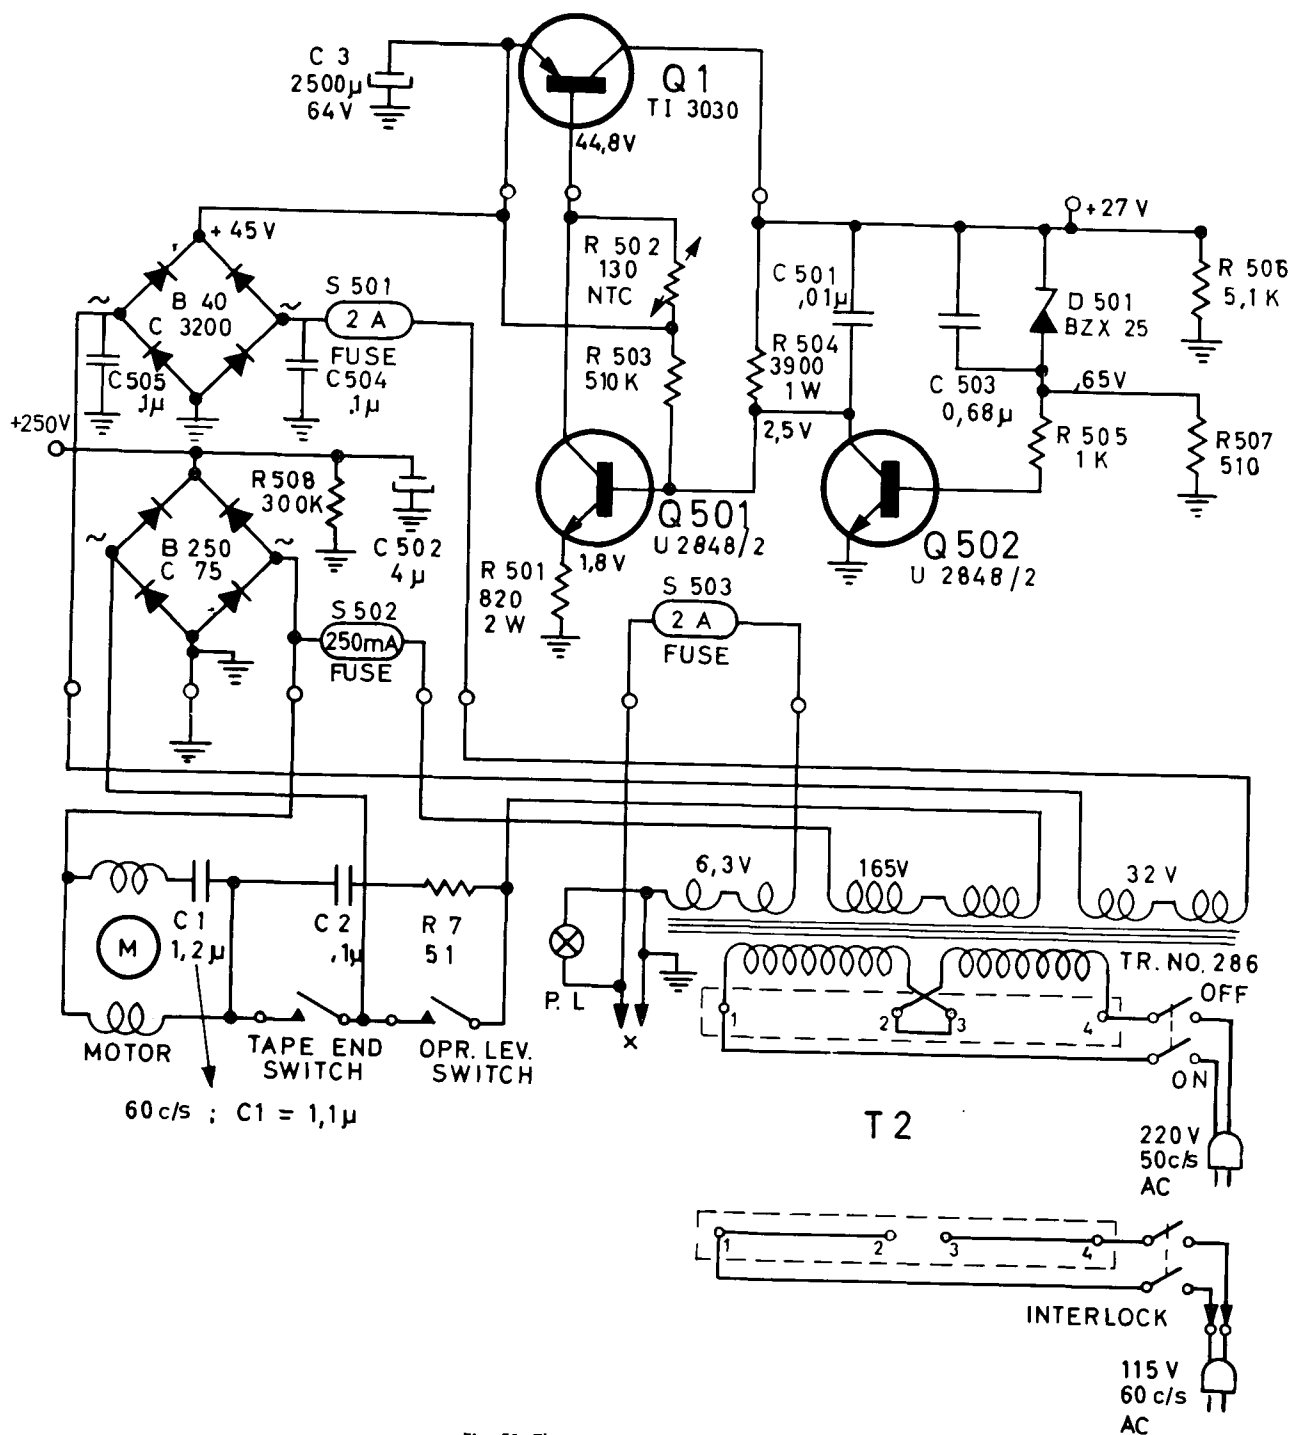 C 3
2500µ
64V
Q1
TI 3030
44,8V
+ 45V
R 502
130
NTC
C 501
,01µ
+27 V
R 506
5,1 K
S 501
2 A
FUSE
B 40
C 3200
~
~
D 501
BZX 25
R 503
510K
R 504
3900
1 W
C505
,1µ
C504
,1µ
C 503
0,68µ
,65V
+250V
2,5V
R 505
1K
R507
510
R508
300K
Q501
U 2848/2
Q502
U 2848/2
~
~
B 250
C 75
C 502
4µ
1,8V
R 501
820
2 W
S 503
2 A
FUSE
S 502
250mA
FUSE
6,3V
165V
32V
C1
1,2µ
C2
,1µ
R 7
51
M
P. L
X
TR. NO. 286
OFF
1
2
3
4
ON
MOTOR
TAPE END
SWITCH
OPR. LEV.
SWITCH
60c/s ; C1 = 1,1µ
T2
220V
50c/s
AC
1
2
3
4
INTERLOCK
115 V
60 c/s
AC